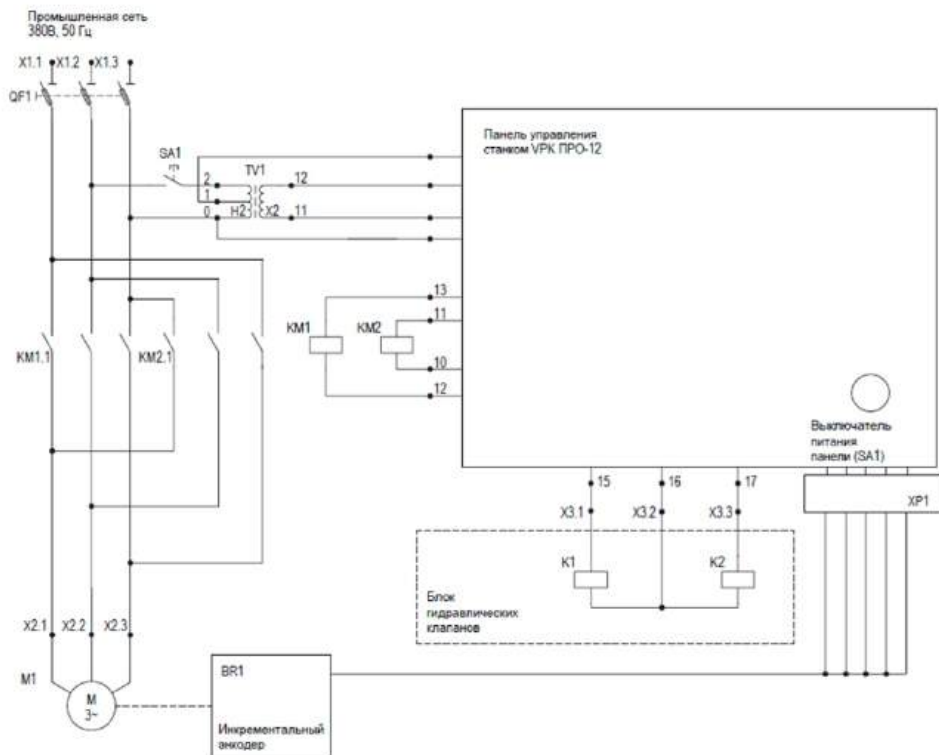 Промышленная сеть
380В, 50 Гц
X1.1 X1.2 X1.3
QF1
SA1
TV1
2
1
0
H2
X2
12
11
Панель управления
станком VPK ПРО-12
13
11
KM1
KM2
10
12
KM1.1
KM2.1
Выключатель
питания
панели (SA1)
15
16
17
XP1
X3.1
X3.2
X3.3
K1
K2
Блок
гидравлических
клапанов
X2.1
X2.2
X2.3
M1
M
3~
BR1
Инкрементальный
энкодер